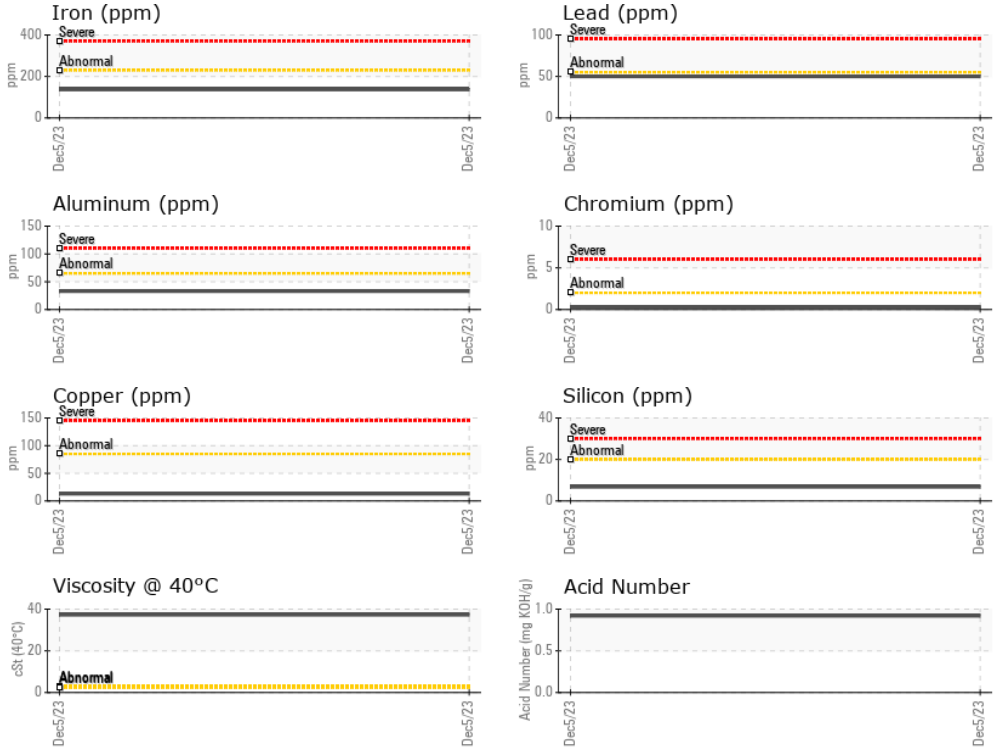 Iron (ppm)
400
200
0
ppm
Severe
Abnormal
Dec5/23
Dec5/23
Lead (ppm)
100
50
0
ppm
Severe
Abnormal
Dec5/23
Dec5/23
Aluminum (ppm)
150
100
50
0
ppm
Severe
Abnormal
Dec5/23
Dec5/23
Chromium (ppm)
10
5
0
ppm
Severe
Abnormal
Dec5/23
Dec5/23
Copper (ppm)
150
100
50
0
ppm
Severe
Abnormal
Dec5/23
Dec5/23
Silicon (ppm)
40
20
0
ppm
Severe
Abnormal
Dec5/23
Dec5/23
Viscosity @ 40°C
40
20
0
cSt (40°C)
Abnormal
Dec5/23
Dec5/23
Acid Number
1.0
0.5
0.0
Acid Number (mg KOH/g)
Dec5/23
Dec5/23